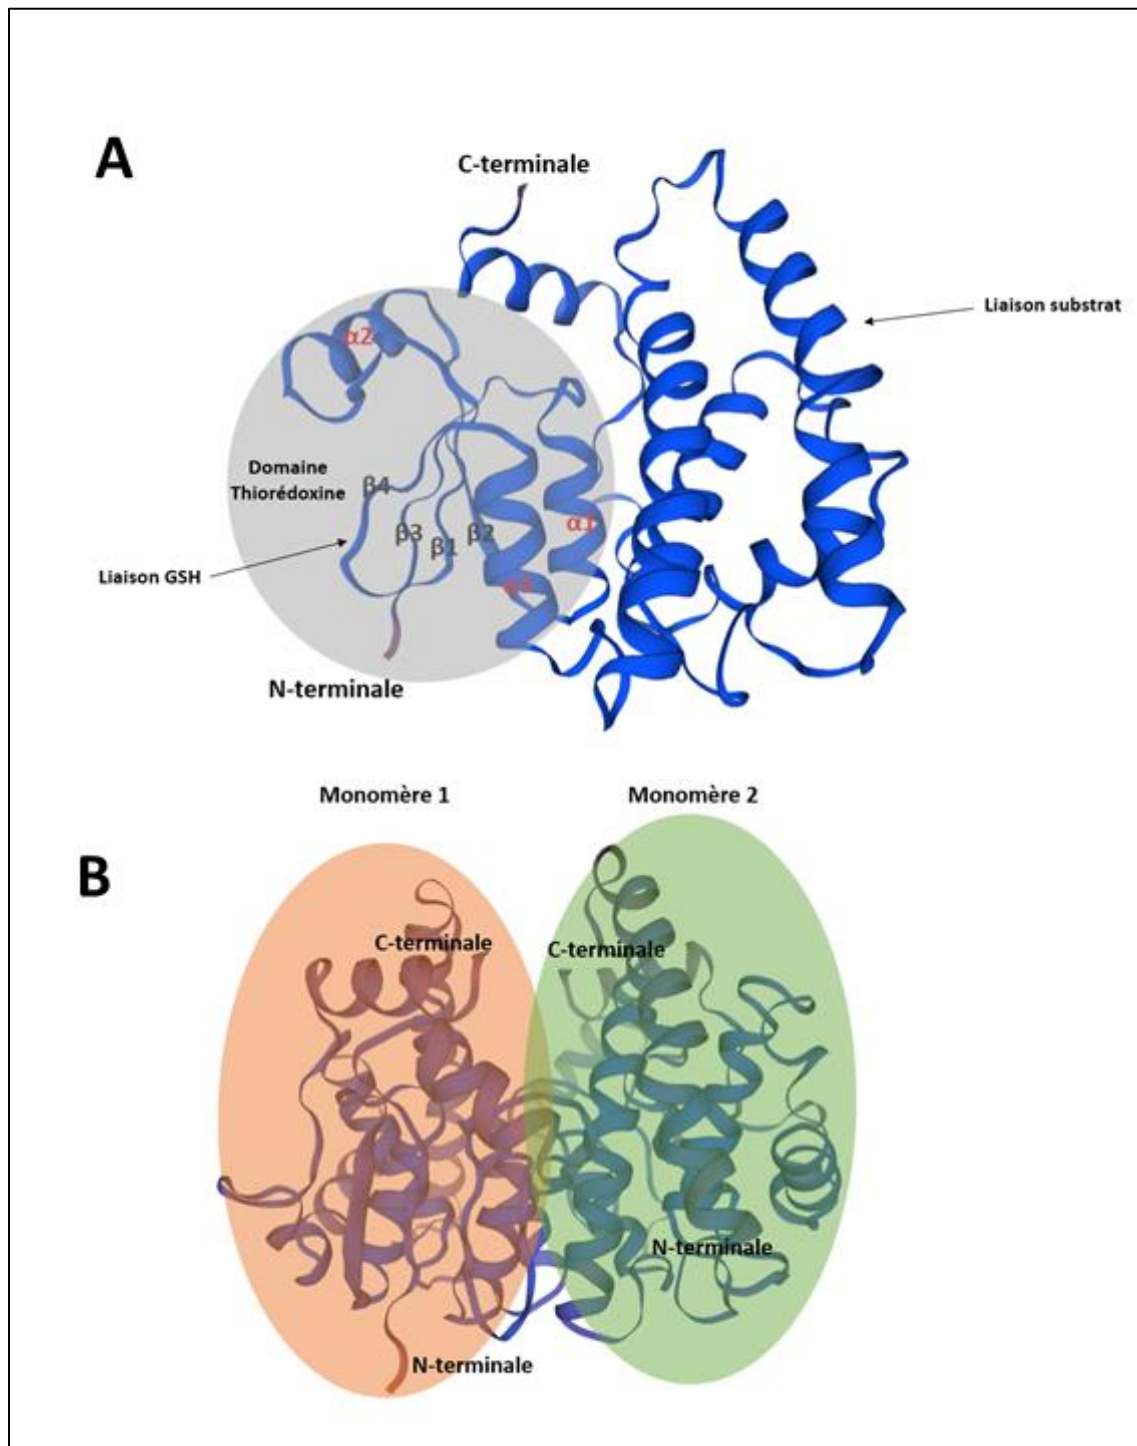 A
C-terminale
Liaison substrat
α2
Domaine
Thiorédoxine
β4
β3
β1
β2
α1
Liaison GSH
α3
N-terminale
Monomère 1
Monomère 2
B
C-terminale
C-terminale
N-terminale
N-terminale